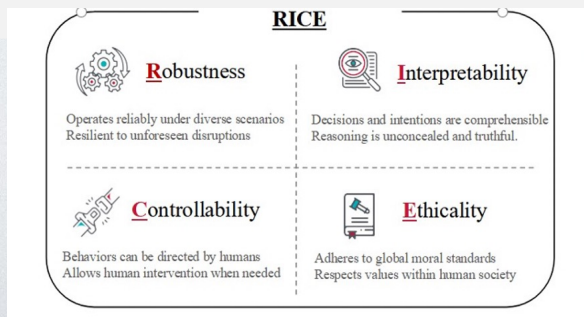 RICE
Robustness
Operates reliably under diverse scenarios
Resilient to unforeseen disruptions
Interpretability
Decisions and intentions are comprehensible
Reasoning is unconcealed and truthful.
Controllability
Behaviors can be directed by humans
Allows human intervention when needed
Ethicality
Adheres to global moral standards
Respects values within human society